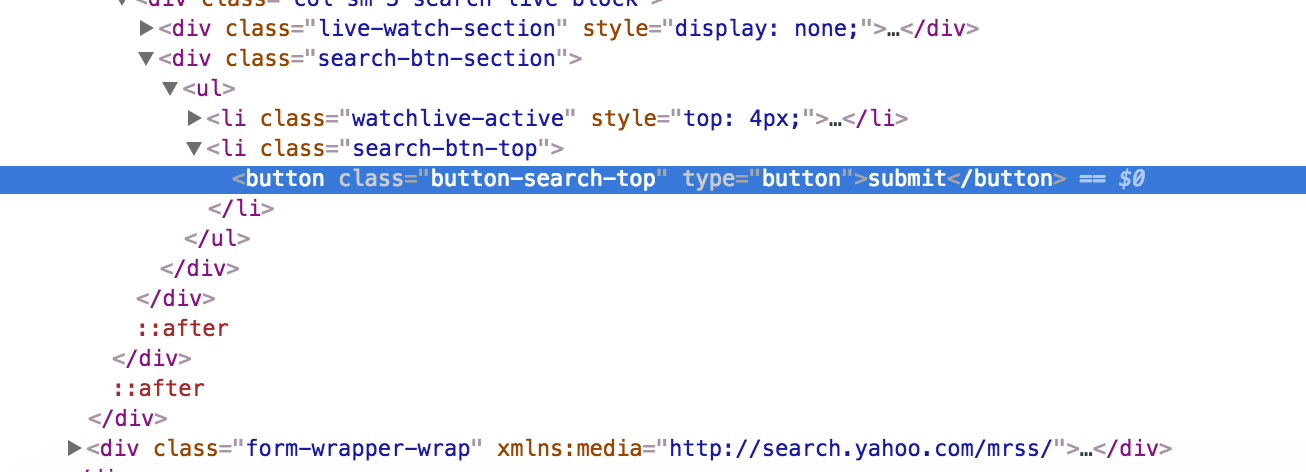 <div class="col-sm-3 search-live-block">
▶<div class="live-watch-section" style="display: none;">…</div>
▼<div class="search-btn-section">
▼<ul>
▶<li class="watchlive-active" style="top: 4px;">…</li>
▼<li class="search-btn-top">
<button class="button-search-top" type="button">submit</button> == $0
</li>
</ul>
</div>
</div>
::after
</div>
::after
</div>
▶<div class="form-wrapper-wrap" xmlns:media="http://search.yahoo.com/mrss/">…</div>